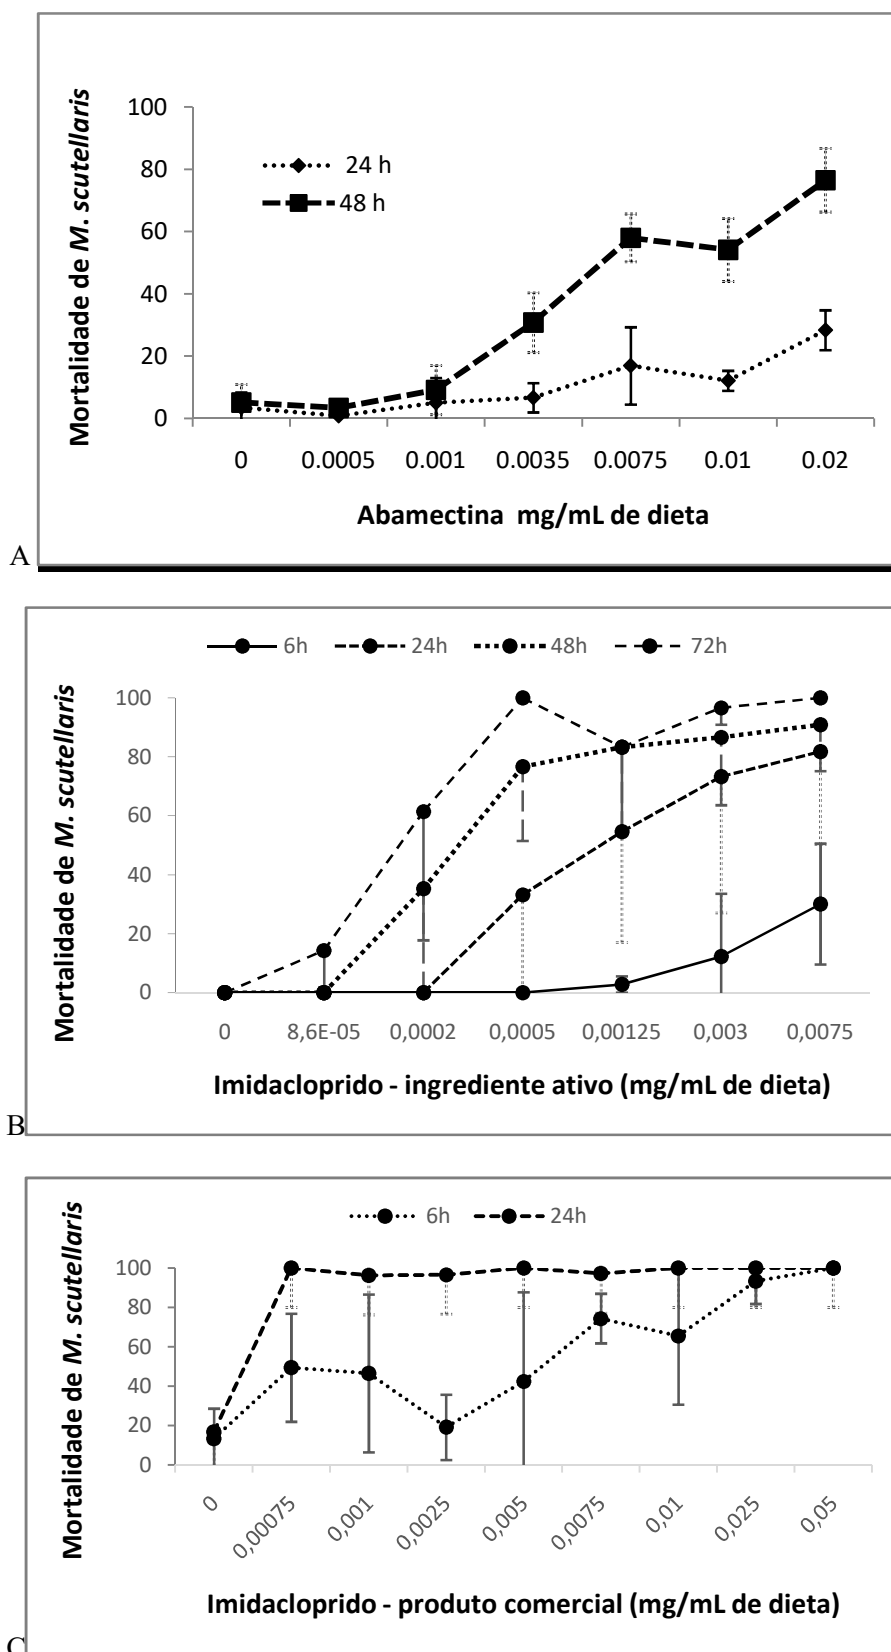 Mortalidade de M. scutellaris
100
80
60
40
20
0
24 h
48 h
0 0.0005 0.001 0.0035 0.0075 0.01 0.02
Abamectina mg/mL de dieta
A
6h 24h 48h 72h
Mortalidade de M. scutellaris
100
80
60
40
20
0
0 8,6E-05 0,0002 0,0005 0,00125 0,003 0,0075
Imidacloprido - ingrediente ativo (mg/mL de dieta)
B
6h 24h
Mortalidade de M. scutellaris
100
80
60
40
20
0
0 0,00075 0,001 0,0025 0,005 0,0075 0,01 0,025 0,05
Imidacloprido - produto comercial (mg/mL de dieta)
C